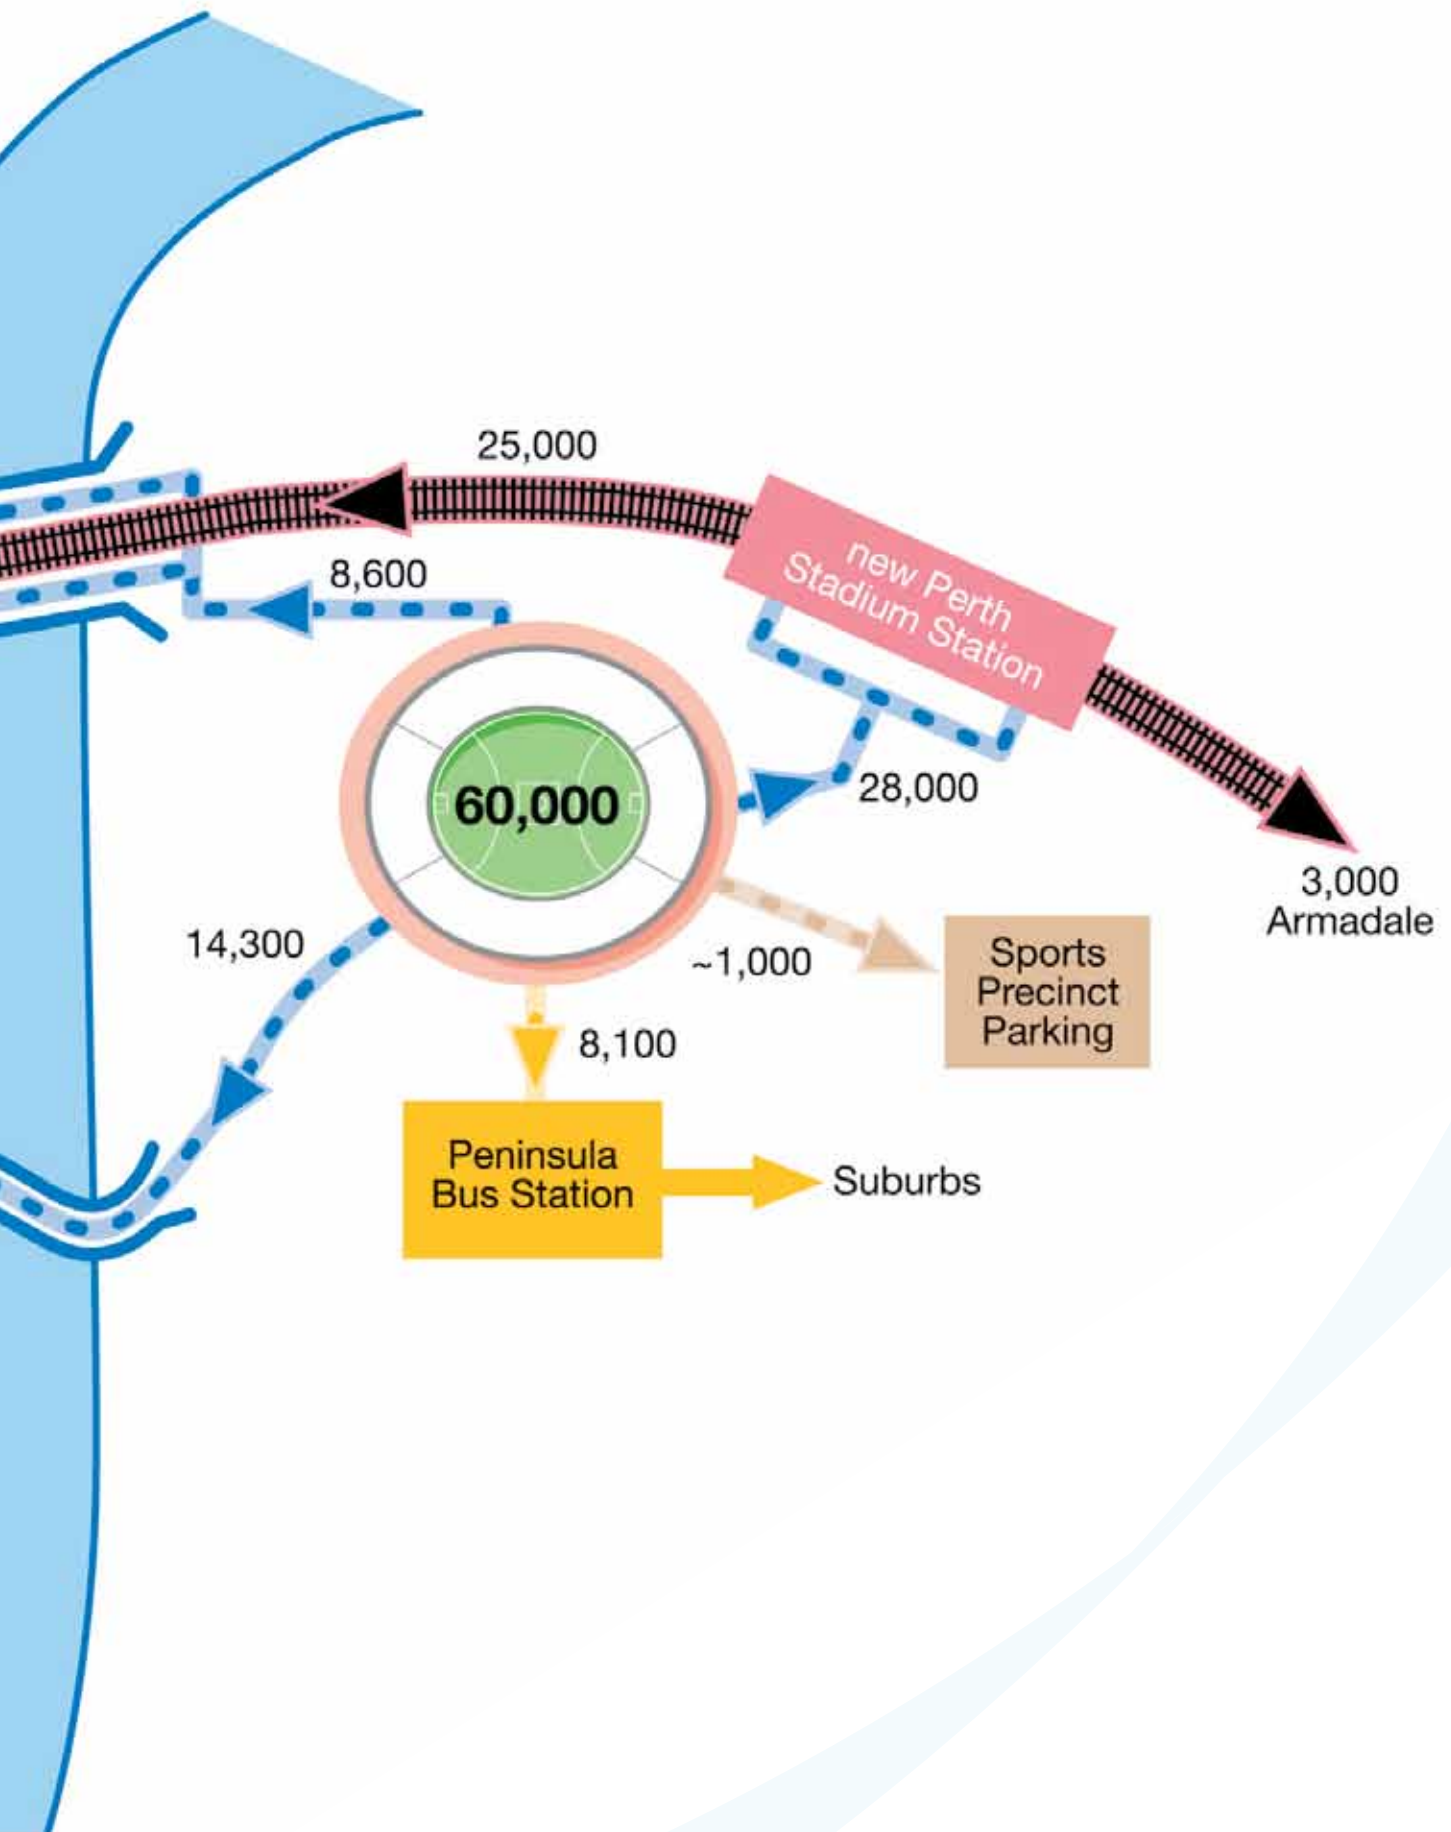 25,000
new Perth
Stadium Station
8,600
60,000
28,000
3,000
Armadale
14,300
~1,000
Sports
Precinct
Parking
8,100
Peninsula
Bus Station
Suburbs